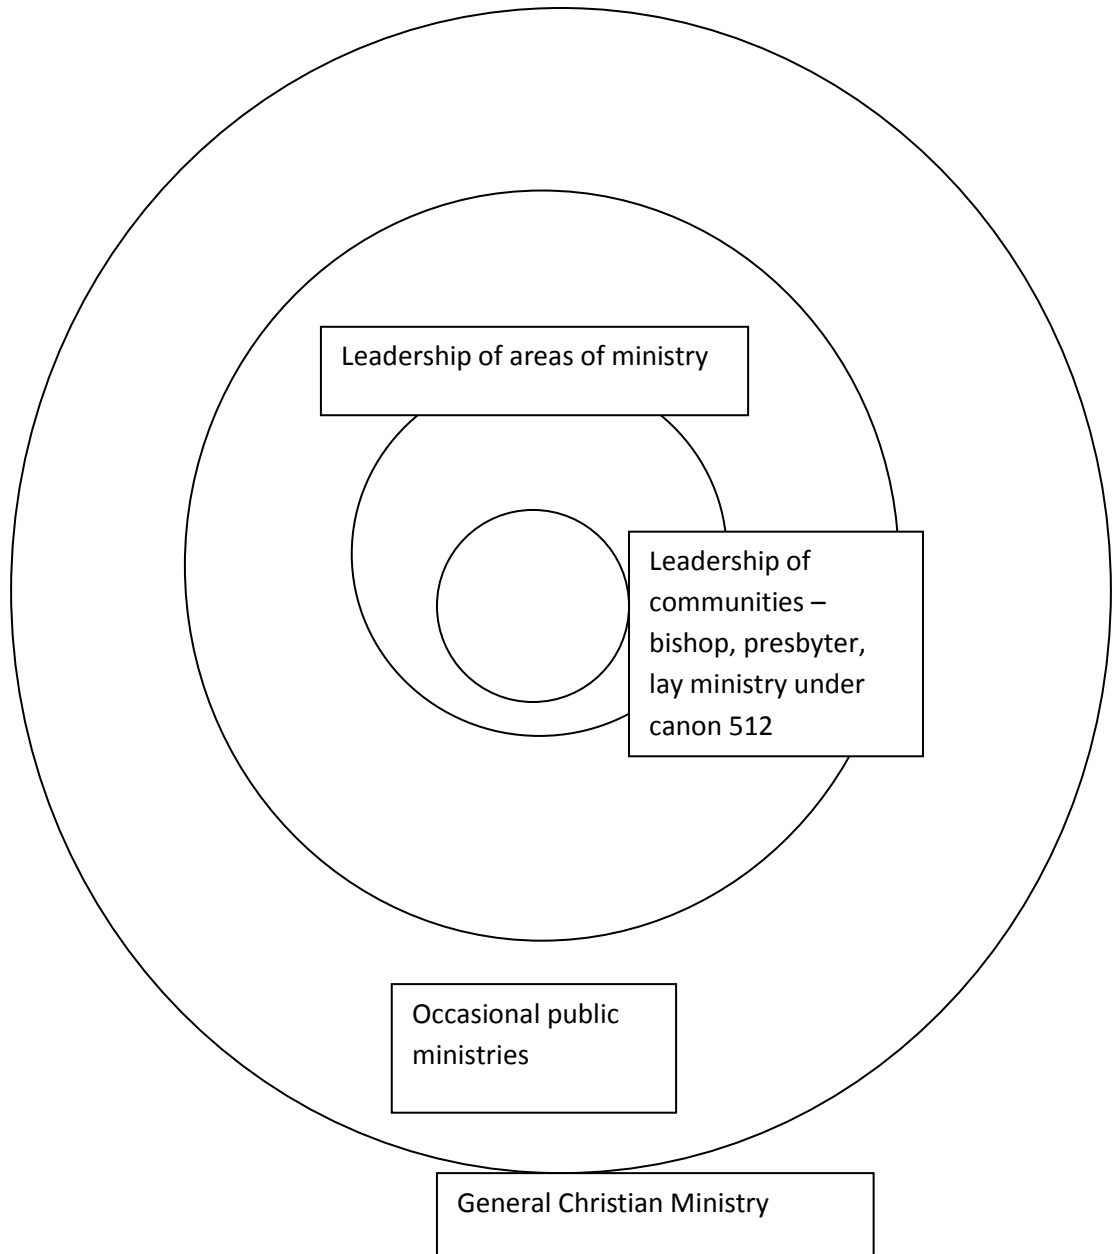 Leadership of areas of ministry
Leadership of
communities –
bishop, presbyter,
lay ministry under
canon 512
Occasional public
ministries
General Christian Ministry